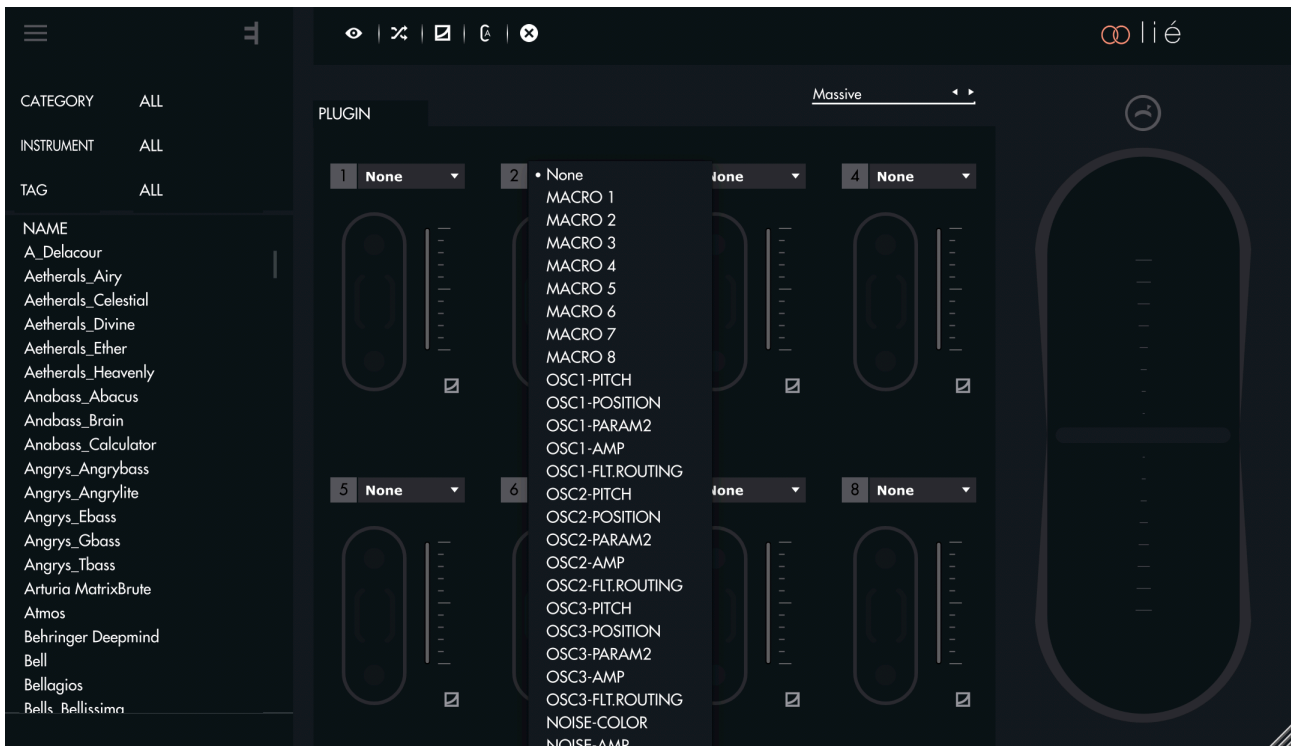 lié
CATEGORY ALL
INSTRUMENT ALL
TAG ALL
NAME
A_Delacour
Aetherals_Airy
Aetherals_Celestial
Aetherals_Divine
Aetherals_Ether
Aetherals_Heavenly
Anabass_Abacus
Anabass_Brain
Anabass_Calculator
Angrys_Angrybass
Angrys_Angrylite
Angrys_Ebass
Angrys_Gbass
Angrys_Tbass
Arturia MatrixBrute
Atmos
Behringer Deepmind
Bell
Bellagios
Bells_Bellissima
Massive
PLUGIN
1 None
2
None
4 None
• None
MACRO 1
MACRO 2
MACRO 3
MACRO 4
MACRO 5
MACRO 6
MACRO 7
MACRO 8
OSC1-PITCH
OSC1-POSITION
OSC1-PARAM2
OSC1-AMP
OSC1-FLT.ROUTING
OSC2-PITCH
OSC2-POSITION
OSC2-PARAM2
OSC2-AMP
OSC2-FLT.ROUTING
OSC3-PITCH
OSC3-POSITION
OSC3-PARAM2
OSC3-AMP
OSC3-FLT.ROUTING
NOISE-COLOR
NOISE-AMP
5 None
6
None
8 None